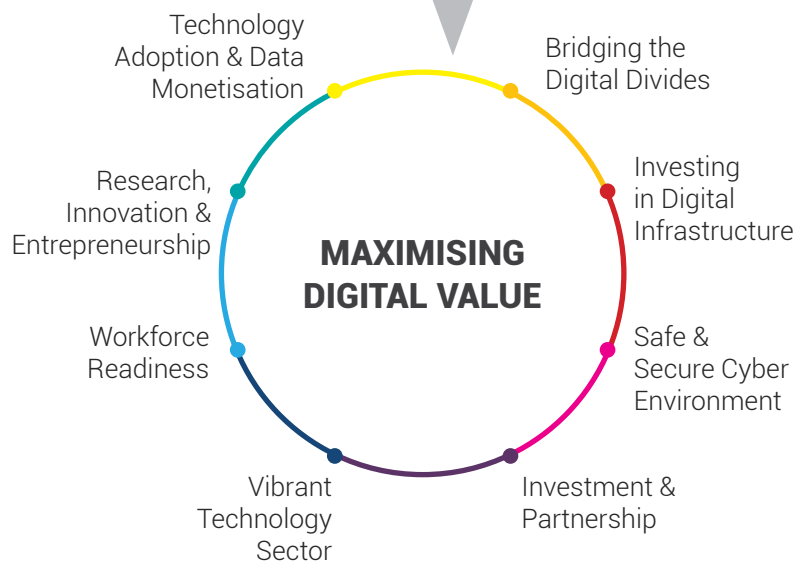 Technology
Adoption & Data
Monetisation
Bridging the
Digital Divides
Research,
Innovation &
Entrepreneurship
Investing
in Digital
Infrastructure
MAXIMISING
DIGITAL VALUE
Workforce
Readiness
Safe &
Secure Cyber
Environment
Vibrant
Technology
Sector
Investment &
Partnership